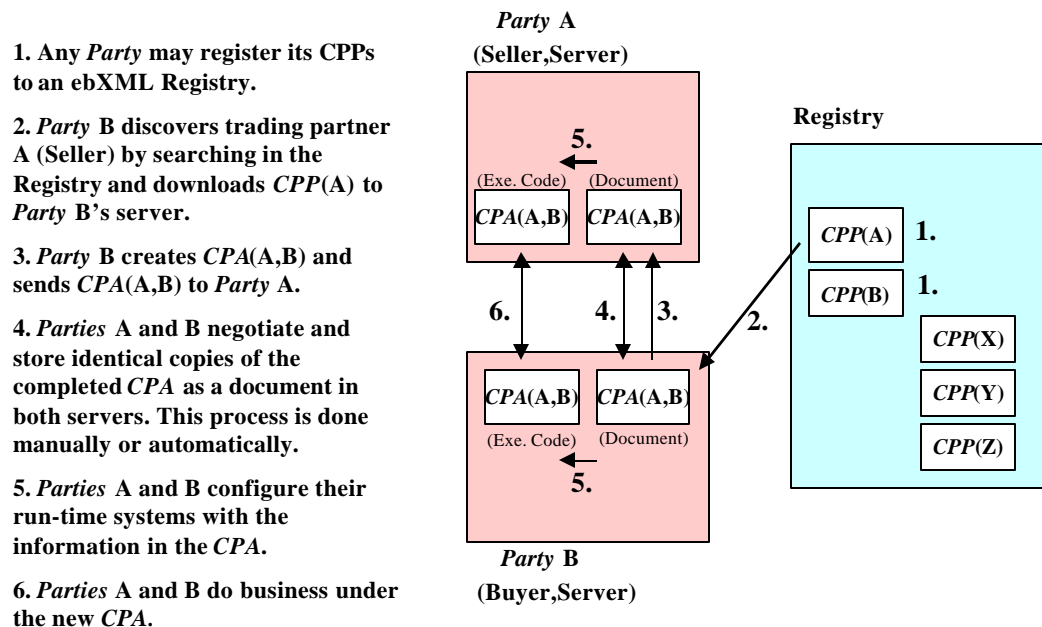 1. Any Party may register its CPPs
to an ebXML Registry.
2. Party B discovers trading partner
A (Seller) by searching in the
Registry and downloads CPP(A) to
Party B’s server.
3. Party B creates CPA(A,B) and
sends CPA(A,B) to Party A.
4. Parties A and B negotiate and
store identical copies of the
completed CPA as a document in
both servers. This process is done
manually or automatically.
5. Parties A and B configure their
run-time systems with the
information in the CPA.
6. Parties A and B do business under
the new CPA.
Party A
(Seller,Server)
5.
(Exe. Code) (Document)
CPA(A,B) CPA(A,B)
6. 4. 3.
2.
CPA(A,B) CPA(A,B)
(Exe. Code) (Document)
5.
Party B
(Buyer,Server)
Registry
CPP(A) 1.
CPP(B) 1.
CPP(X)
CPP(Y)
CPP(Z)